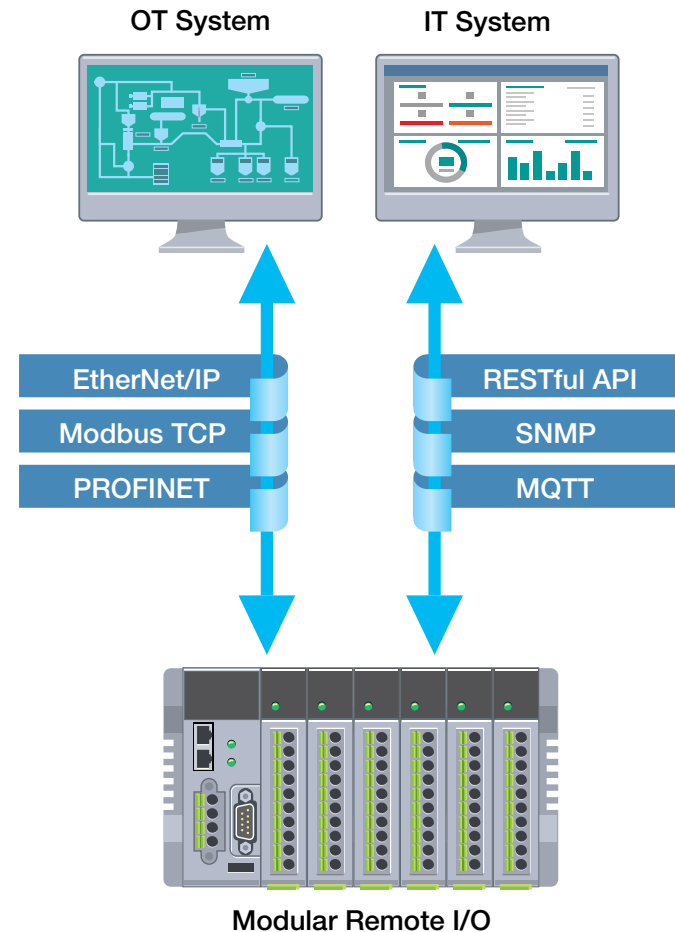 OT System
IT System
EtherNet/IP
Modbus TCP
PROFINET
RESTful API
SNMP
MQTT
Modular Remote I/O